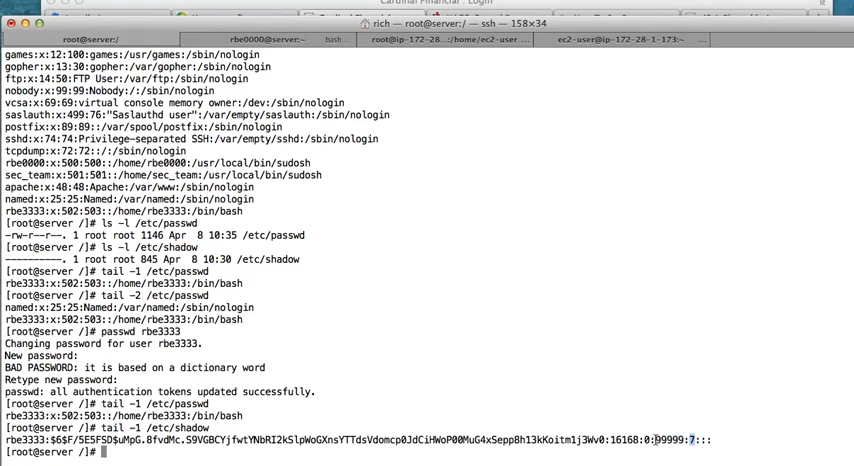 Cardinal Financial : Login
rich — root@server:/ — ssh — 158×34
root@server:/
rbe0000@server:~ bash...
root@ip-172-28...:/home/ec2-user ...
ec2-user@ip-172-28-1-173:~ ...
games:x:12:100:games:/usr/games:/sbin/nologin
gopher:x:13:30:gopher:/var/gopher:/sbin/nologin
ftp:x:14:50:FTP User:/var/ftp:/sbin/nologin
nobody:x:99:99:Nobody:/:/sbin/nologin
vcsa:x:69:69:virtual console memory owner:/dev:/sbin/nologin
saslauth:x:499:76:"Saslauthd user":/var/empty/saslauth:/sbin/nologin
postfix:x:89:89::/var/spool/postfix:/sbin/nologin
sshd:x:74:74:Privilege-separated SSH:/var/empty/sshd:/sbin/nologin
tcpdump:x:72:72::/:/sbin/nologin
rbe0000:x:500:500::/home/rbe0000:/usr/local/bin/sudosh
sec_team:x:501:501::/home/sec_team:/usr/local/bin/sudosh
apache:x:48:48:Apache:/var/www:/sbin/nologin
named:x:25:25:Named:/var/named:/sbin/nologin
rbe3333:x:502:503::/home/rbe3333:/bin/bash
[root@server /]# ls -l /etc/passwd
-rw-r--r--. 1 root root 1146 Apr  8 10:35 /etc/passwd
[root@server /]# ls -l /etc/shadow
----------. 1 root root 845 Apr  8 10:30 /etc/shadow
[root@server /]# tail -1 /etc/passwd
rbe3333:x:502:503::/home/rbe3333:/bin/bash
[root@server /]# tail -2 /etc/passwd
named:x:25:25:Named:/var/named:/sbin/nologin
rbe3333:x:502:503::/home/rbe3333:/bin/bash
[root@server /]# passwd rbe3333
Changing password for user rbe3333.
New password:
BAD PASSWORD: it is based on a dictionary word
Retype new password:
passwd: all authentication tokens updated successfully.
[root@server /]# tail -1 /etc/passwd
rbe3333:x:502:503::/home/rbe3333:/bin/bash
[root@server /]# tail -1 /etc/shadow
rbe3333:$6$F/5E5FSD$uMpG.8fvdMc.S9VGBCYjfwtYNbRI2kSlpWoGXnsYTTdsVdomcp0JdCiHWoP00MuG4xSepp8h13kKoitm1j3Wv0:16168:0:99999:7:::
[root@server /]#